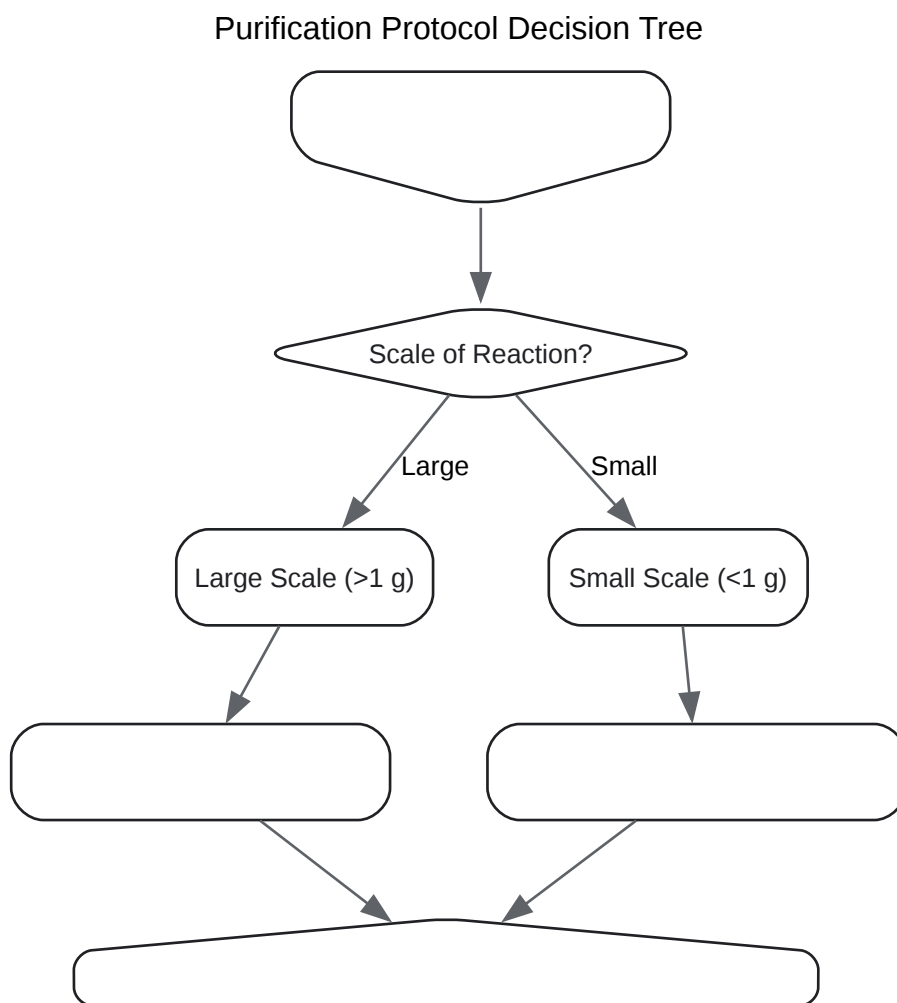 Purification Protocol Decision Tree
Scale of Reaction?
Large
Small
Large Scale (>1 g)
Small Scale (<1 g)